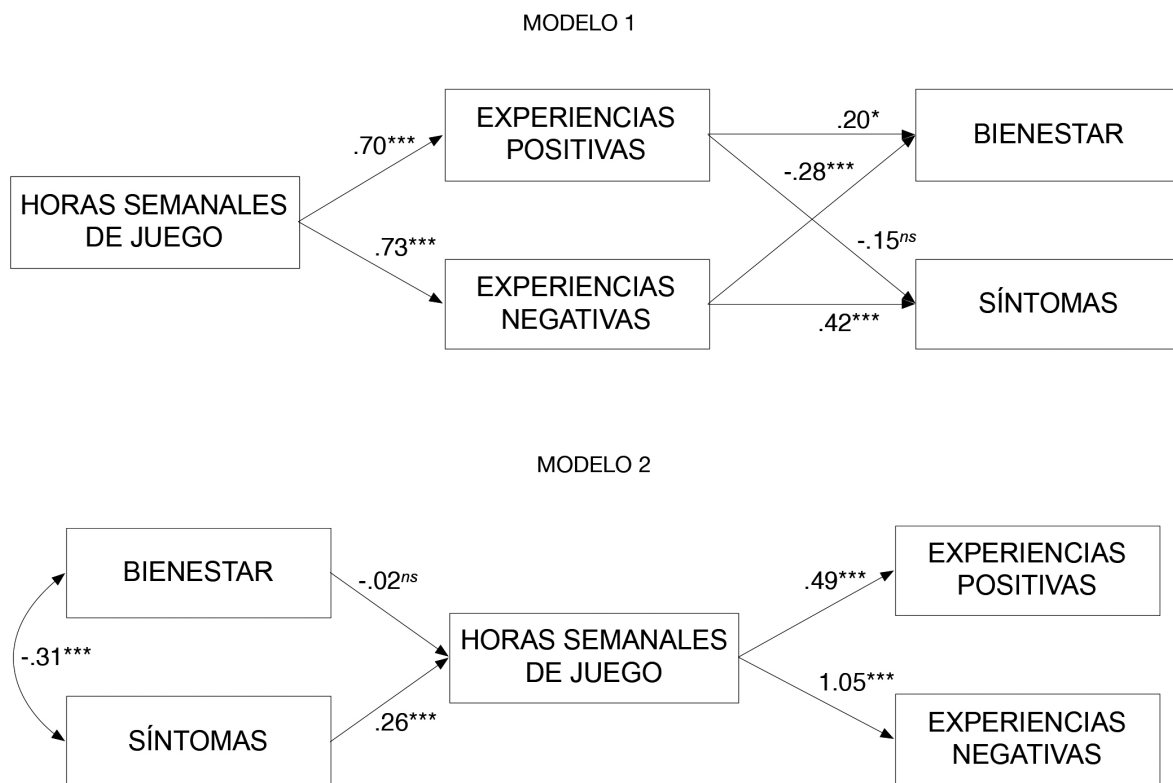 MODELO 1
EXPERIENCIAS
POSITIVAS
BIENESTAR
.70***
.20*
-.28***
HORAS SEMANALES
DE JUEGO
.73***
-.15ns
EXPERIENCIAS
NEGATIVAS
SÍNTOMAS
.42***
MODELO 2
BIENESTAR
EXPERIENCIAS
POSITIVAS
-.02ns
.49***
HORAS SEMANALES
DE JUEGO
-.31***
.26***
1.05***
SÍNTOMAS
EXPERIENCIAS
NEGATIVAS